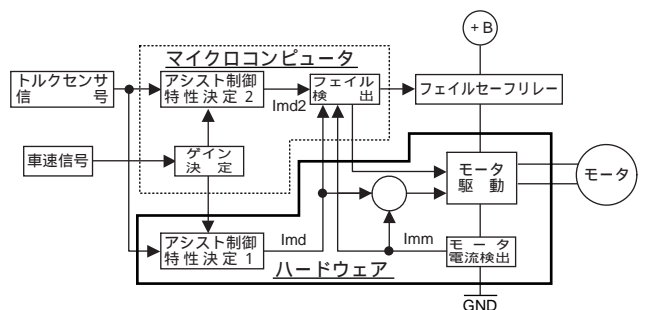 +B
マイクロコンピュータ
トルクセンサ
信 号
アシスト制御
特性決定2
Imd2
フェイル
検 出
フェイルセーフリレー
車速信号
ゲイン
決 定
モータ
駆 動
モータ
アシスト制御
特性決定1
Imd
Imm
モ ー タ
電流検出
ハードウェア
GND